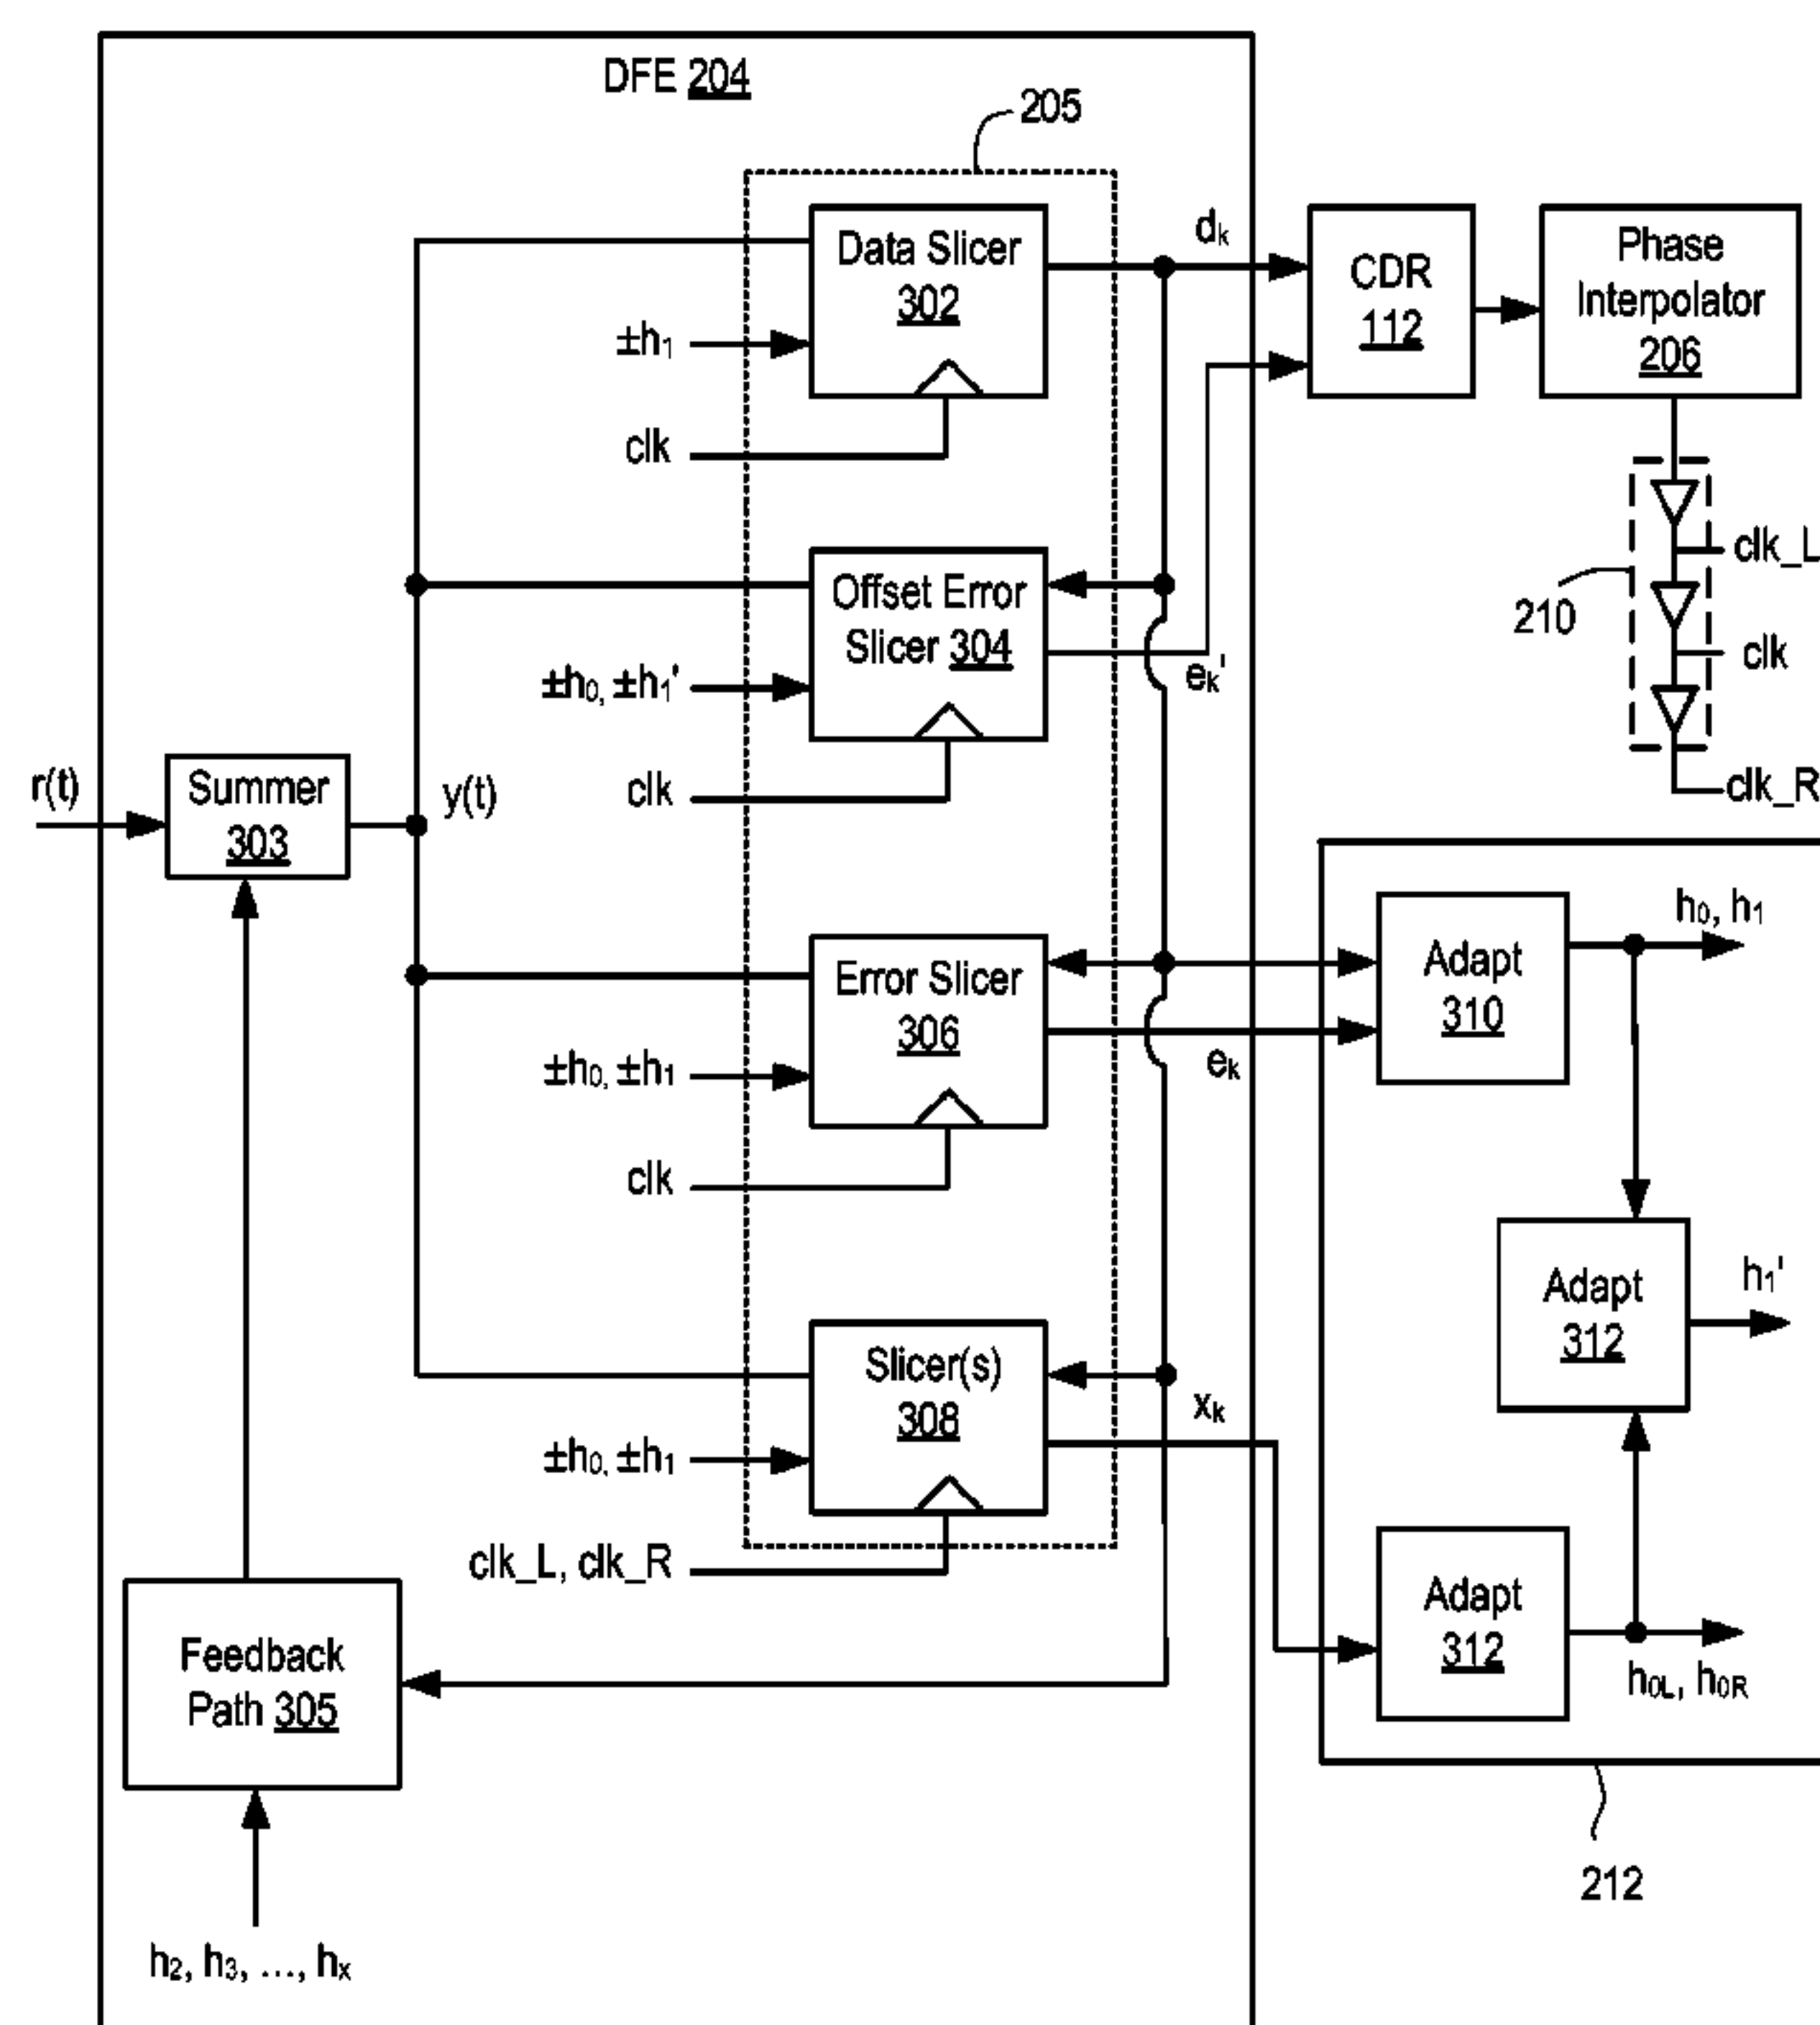 DFE 204
205
Data Slicer
302
dₖ
CDR
112
Phase
Interpolator
206
±h₁
clk
clk_L
210
clk
clk_R
Offset Error
Slicer 304
eₖ'
±h₀, ±h₁'
clk
r(t)
Summer
303
y(t)
Error Slicer
306
eₖ
±h₀, ±h₁
clk
Adapt
310
h₀, h₁
Adapt
312
h₁'
Slicer(s)
308
xₖ
±h₀, ±h₁
clk_L, clk_R
Adapt
312
h₀L, h₀R
Feedback
Path 305
212
h₂, h₃, ..., hₓ